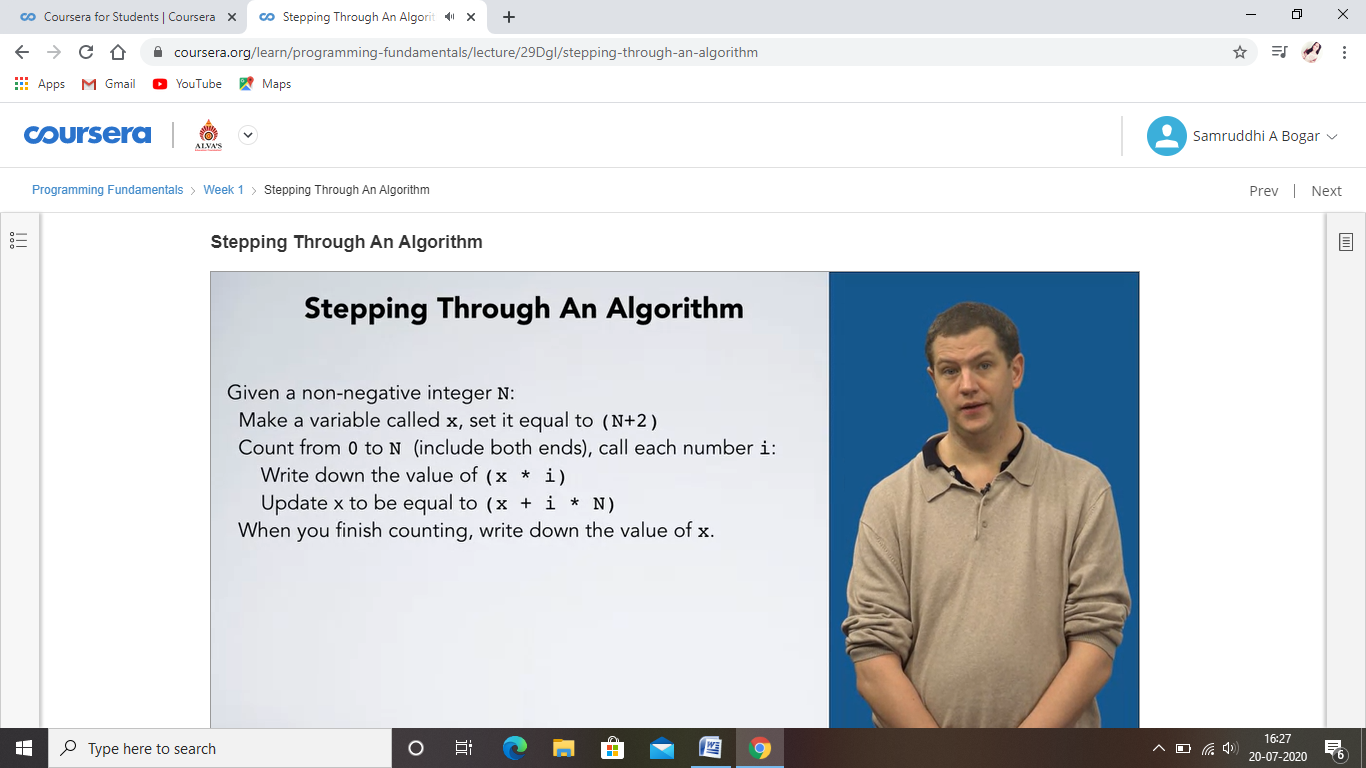 Coursera for Students | Coursera
Stepping Through An Algorit
coursera.org/learn/programming-fundamentals/lecture/29Dgl/stepping-through-an-algorithm
Apps
Gmail
YouTube
Maps
coursera
ALVA'S
Samruddhi A Bogar
Programming Fundamentals
Week 1
Stepping Through An Algorithm
Prev | Next
Stepping Through An Algorithm
Stepping Through An Algorithm
Given a non-negative integer N:
Make a variable called x, set it equal to (N+2)
Count from 0 to N (include both ends), call each number i:
Write down the value of (x * i)
Update x to be equal to (x + i * N)
When you finish counting, write down the value of x.
Type here to search
16:27
20-07-2020
6